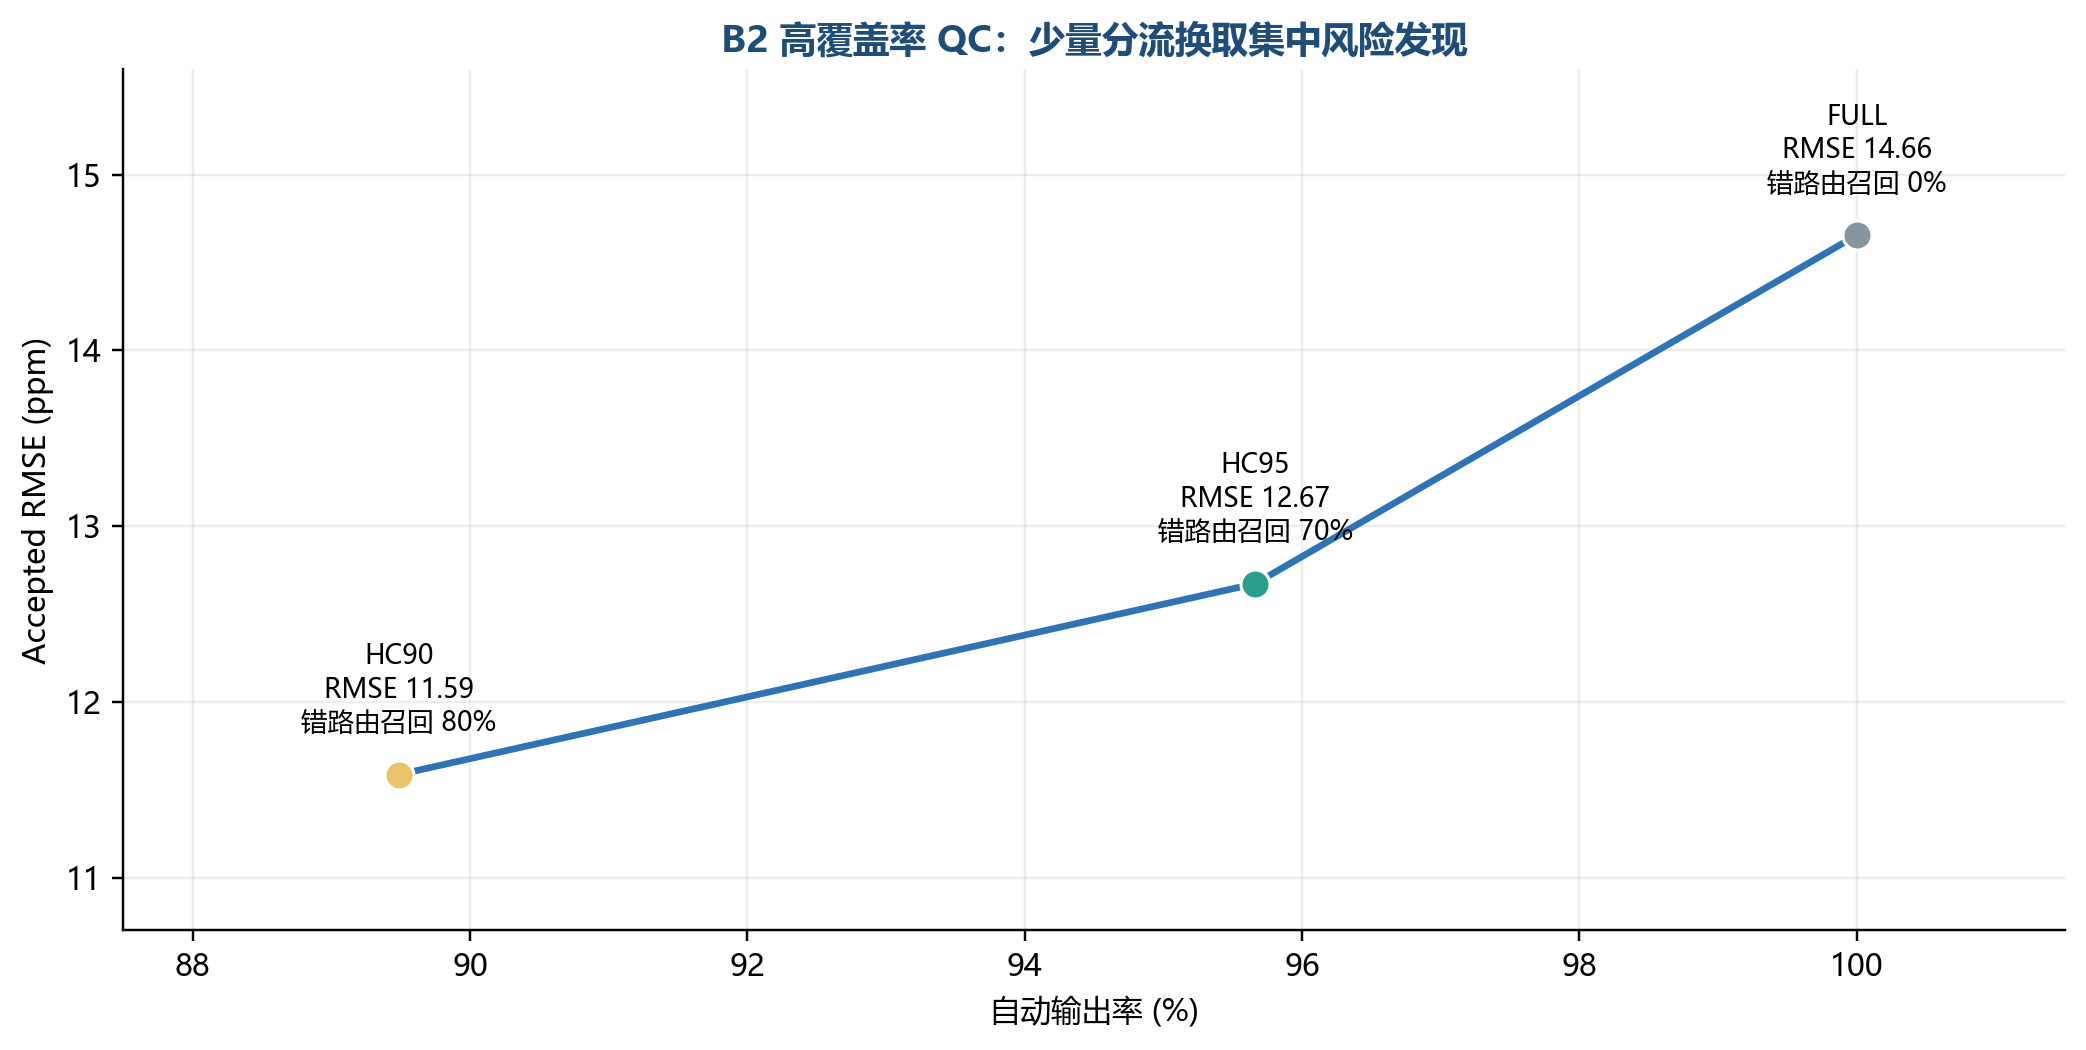 B2 高覆盖率 QC：少量分流换取集中风险发现
FULL
RMSE 14.66
错路由召回 0%
HC95
RMSE 12.67
错路由召回 70%
HC90
RMSE 11.59
错路由召回 80%
Accepted RMSE (ppm)
15
14
13
12
11
88
90
92
94
96
98
100
自动输出率 (%)